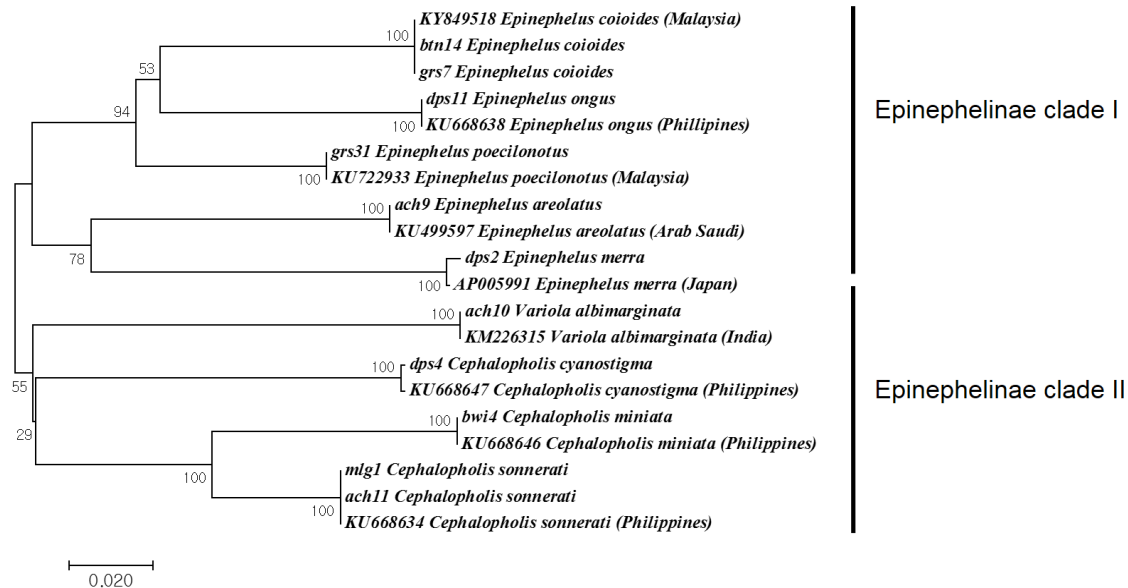 KY849518 Epinephelus coioides (Malaysia)
100
btn14 Epinephelus coioides
53
grs7 Epinephelus coioides
dps11 Epinephelus ongus
94
Epinephelinae clade I
100
KU668638 Epinephelus ongus (Phillipines)
grs31 Epinephelus poecilonotus
100
KU722933 Epinephelus poecilonotus (Malaysia)
100
ach9 Epinephelus areolatus
KU499597 Epinephelus areolatus (Arab Saudi)
78
dps2 Epinephelus merra
100
AP005991 Epinephelus merra (Japan)
100
ach10 Variola albimarginata
KM226315 Variola albimarginata (India)
100
dps4 Cephalopholis cyanostigma
55
KU668647 Cephalopholis cyanostigma (Philippines)
Epinephelinae clade II
100
bwi4 Cephalopholis miniata
29
KU668646 Cephalopholis miniata (Philippines)
mlg1 Cephalopholis sonnerati
100
ach11 Cephalopholis sonnerati
100
KU668634 Cephalopholis sonnerati (Philippines)
0.020